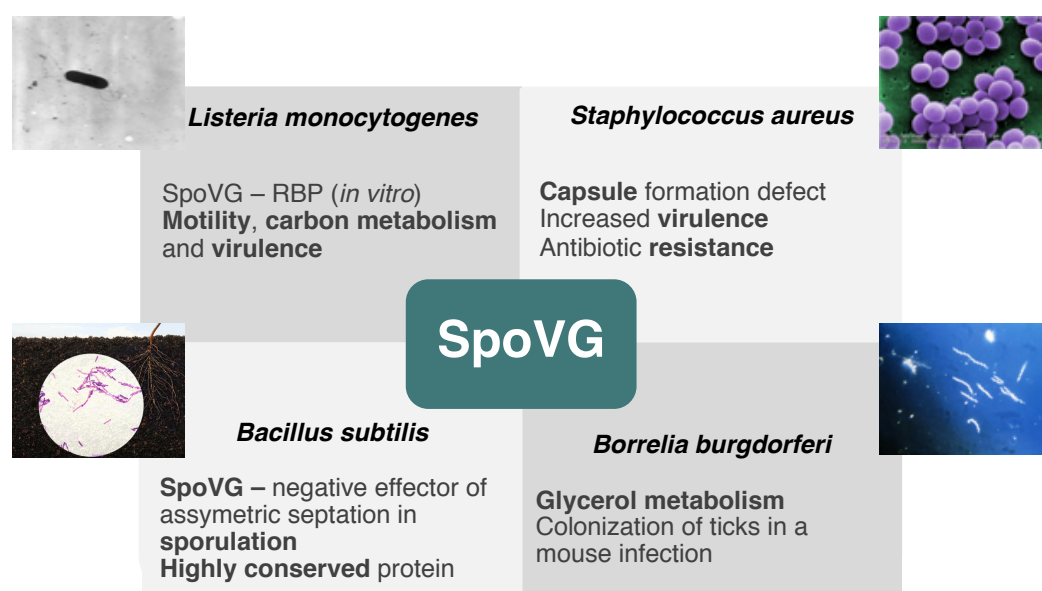 Listeria monocytogenes
SpoVG – RBP (in vitro)
Motility, carbon metabolism
and virulence
Staphylococcus aureus
Capsule formation defect
Increased virulence
Antibiotic resistance
SpoVG
Bacillus subtilis
SpoVG – negative effector of
assymetric septation in
sporulation
Highly conserved protein
Borrelia burgdorferi
Glycerol metabolism
Colonization of ticks in a
mouse infection